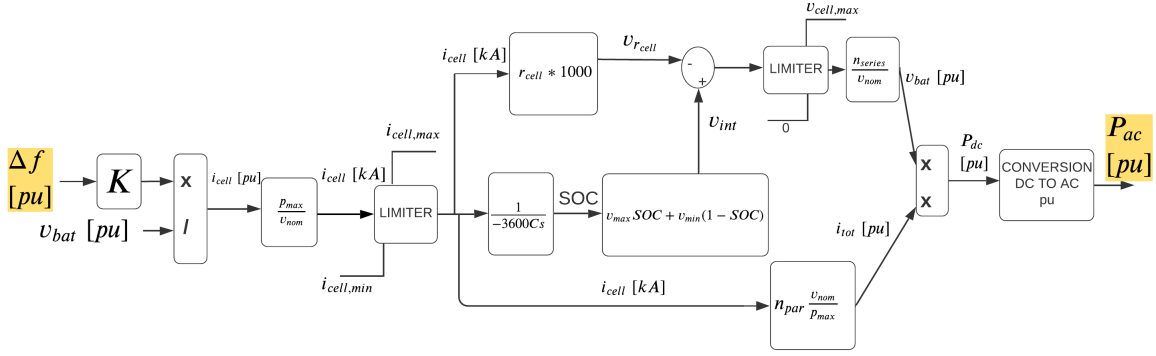 Δf
[pu]
K
v_bat [pu]
x
/
i_cell [pu]
p_max
v_nom
i_cell [kA]
i_cell,max
LIMITER
i_cell,min
i_cell [kA]
r_cell * 1000
v_r_cell
-
+
v_int
1
-3600Cs
SOC
v_max SOC + v_min(1 - SOC)
i_cell [kA]
n_par v_nom
p_max
v_cell,max
LIMITER
0
n_series
v_nom
v_bat [pu]
i_tot [pu]
x
x
P_dc
[pu]
CONVERSION
DC TO AC
pu
P_ac
[pu]